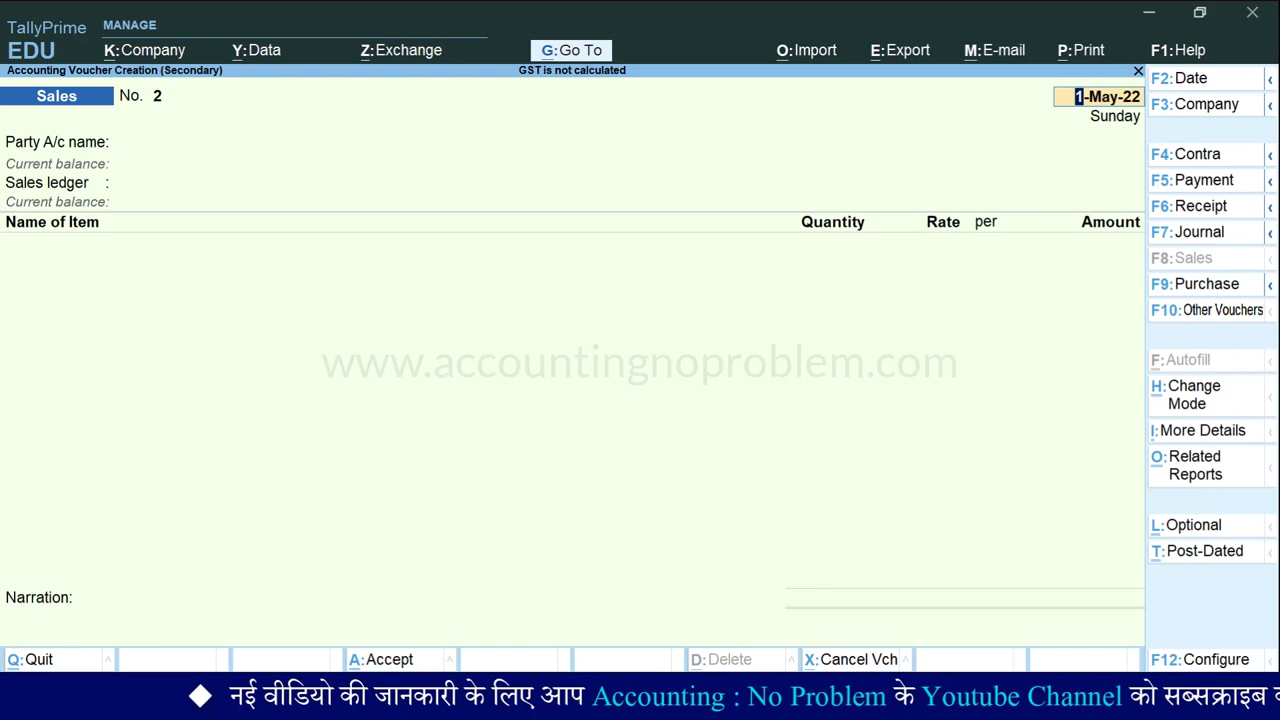 TallyPrime MANAGE
EDU K:Company Y:Data Z:Exchange G:Go To O:Import E:Export M:E-mail P:Print F1:Help
Accounting Voucher Creation (Secondary) GST is not calculated
Sales No. 2 1-May-22
Sunday
Party A/c name:
Current balance:
Sales ledger :
Current balance:
Name of Item Quantity Rate per Amount
www.accountingnoproblem.com
Narration:
F2:Date
F3:Company
F4:Contra
F5:Payment
F6:Receipt
F7:Journal
F8:Sales
F9:Purchase
F10:Other Vouchers
F:Autofill
H:Change
Mode
I:More Details
O:Related
Reports
L:Optional
T:Post-Dated
Q:Quit A:Accept D:Delete X:Cancel Vch F12:Configure
नई वीडियो की जानकारी के लिए आप Accounting : No Problem के Youtube Channel को सब्सक्राइब